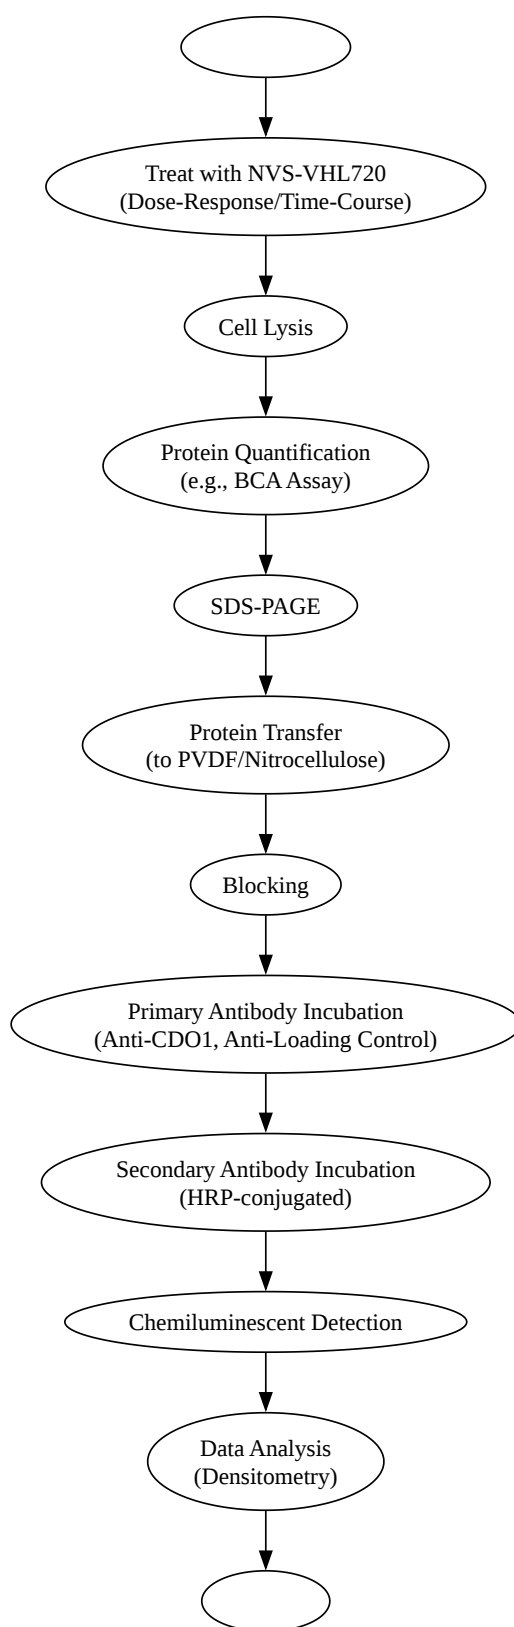 Treat with NVS-VHL720
(Dose-Response/Time-Course)
Cell Lysis
Protein Quantification
(e.g., BCA Assay)
SDS-PAGE
Protein Transfer
(to PVDF/Nitrocellulose)
Blocking
Primary Antibody Incubation
(Anti-CDO1, Anti-Loading Control)
Secondary Antibody Incubation
(HRP-conjugated)
Chemiluminescent Detection
Data Analysis
(Densitometry)